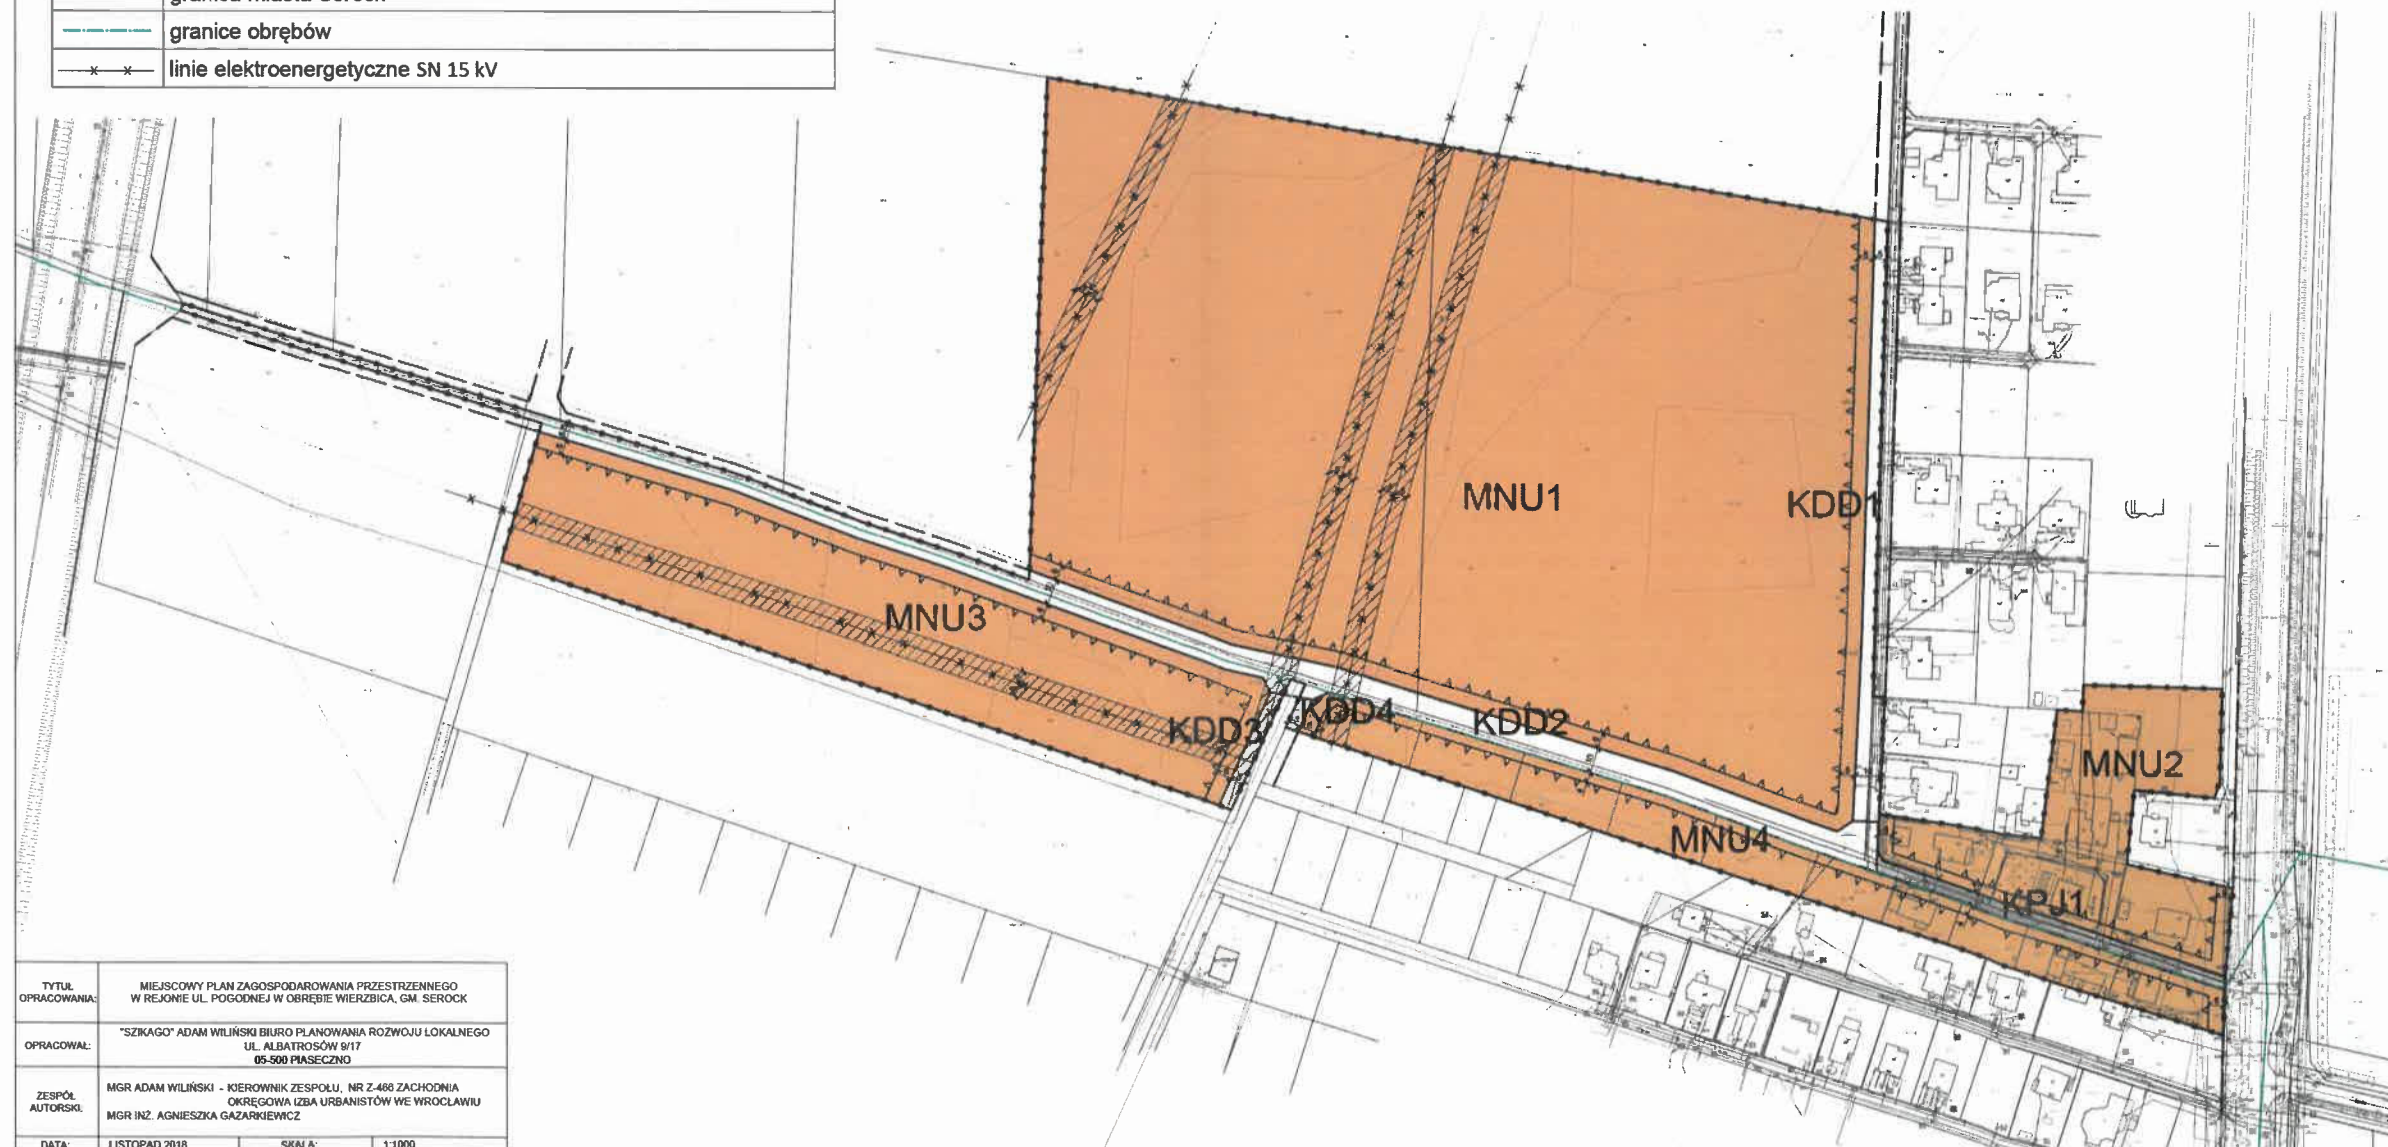 granice obrębów
linie elektroenergetyczne SN 15 kV
MNU1
KDD1
MNU3
KDD3
KDD4
KDD2
MNU2
MNU4
KPJ1
TYTUŁ OPRACOWANIA:
MIEJSCOWY PLAN ZAGOSPODAROWANIA PRZESTRZENNEGO
W REJONIE UL. POGODNEJ W OBRĘBIE WIERZBICA, GM. SEROCK
OPRACOWAŁ:
"SZIKAGO" ADAM WILIŃSKI BIURO PLANOWANIA ROZWOJU LOKALNEGO
UL. ALBATROSÓW 9/17
05-500 PIASECZNO
ZESPÓŁ AUTORSKI:
MGR ADAM WILIŃSKI - KIEROWNIK ZESPOŁU, NR Z-468 ZACHODNIA
OKRĘGOWA IZBA URBANISTÓW WE WROCŁAWIU
MGR INŻ. AGNIESZKA GAZARKIEWICZ
DATA: LISTOPAD 2018 SKALA: 1:1000